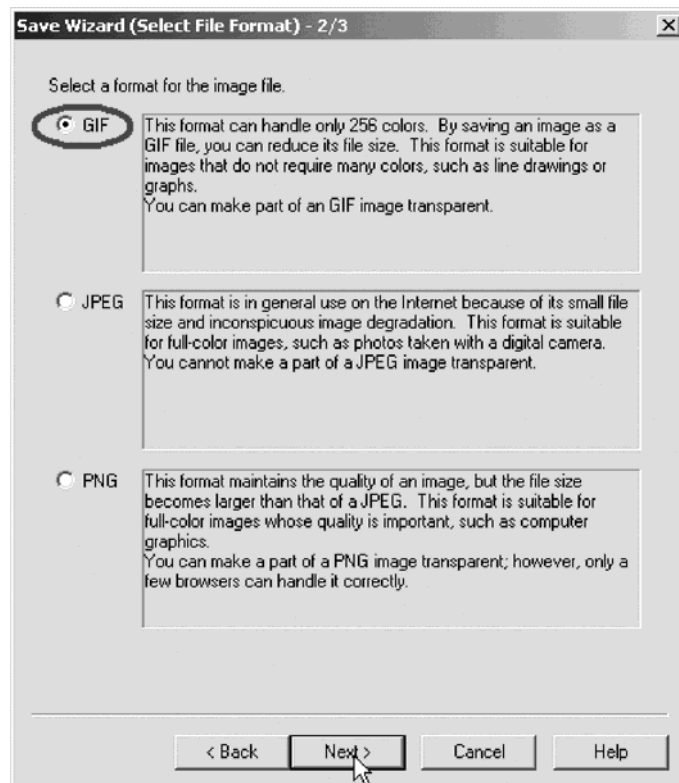 Save Wizard (Select File Format) - 2/3
Select a format for the image file.
GIF
This format can handle only 256 colors. By saving an image as a
GIF file, you can reduce its file size. This format is suitable for
images that do not require many colors, such as line drawings or
graphs.
You can make part of an GIF image transparent.
JPEG
This format is in general use on the Internet because of its small file
size and inconspicuous image degradation. This format is suitable
for full-color images, such as photos taken with a digital camera.
You cannot make a part of a JPEG image transparent.
PNG
This format maintains the quality of an image, but the file size
becomes larger than that of a JPEG. This format is suitable for
full-color images whose quality is important, such as computer
graphics.
You can make a part of a PNG image transparent; however, only a
few browsers can handle it correctly.
< Back
Next >
Cancel
Help